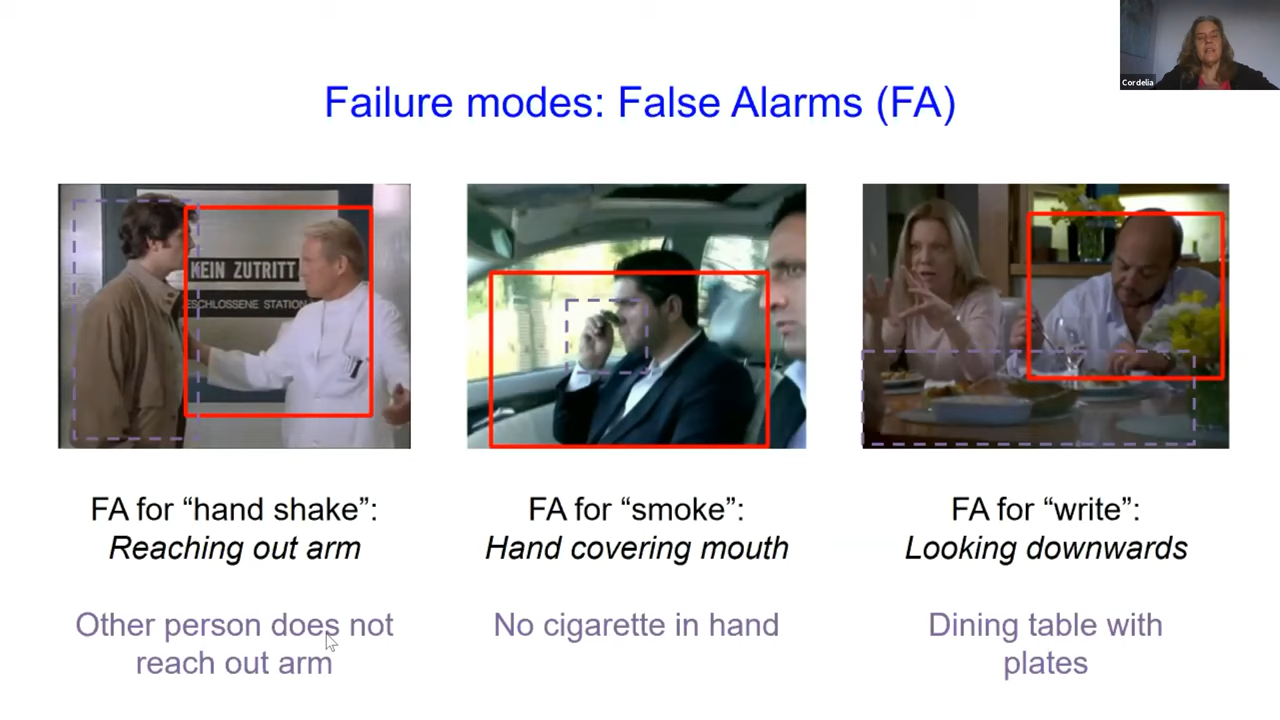 Cordelia
Failure modes: False Alarms (FA)
KEIN ZUTRITT
ESCHLOSSENE STATION
FA for “hand shake”:
Reaching out arm
Other person does not
reach out arm
FA for “smoke”:
Hand covering mouth
No cigarette in hand
FA for “write”:
Looking downwards
Dining table with
plates